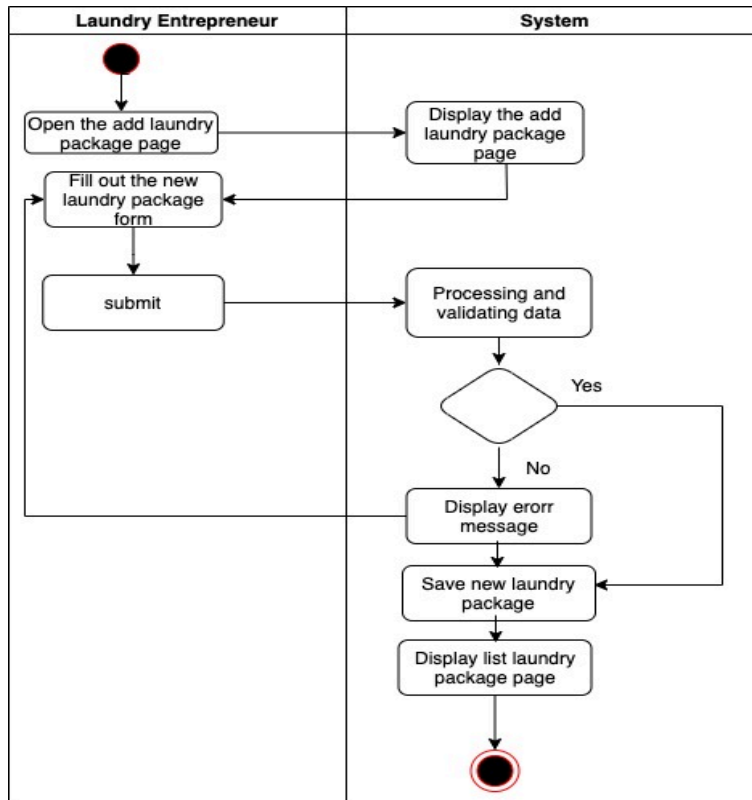 Laundry Entrepreneur
System
Open the add laundry
package page
Display the add
laundry package
page
Fill out the new
laundry package
form
submit
Processing and
validating data
Yes
No
Display erorr
message
Save new laundry
package
Display list laundry
package page